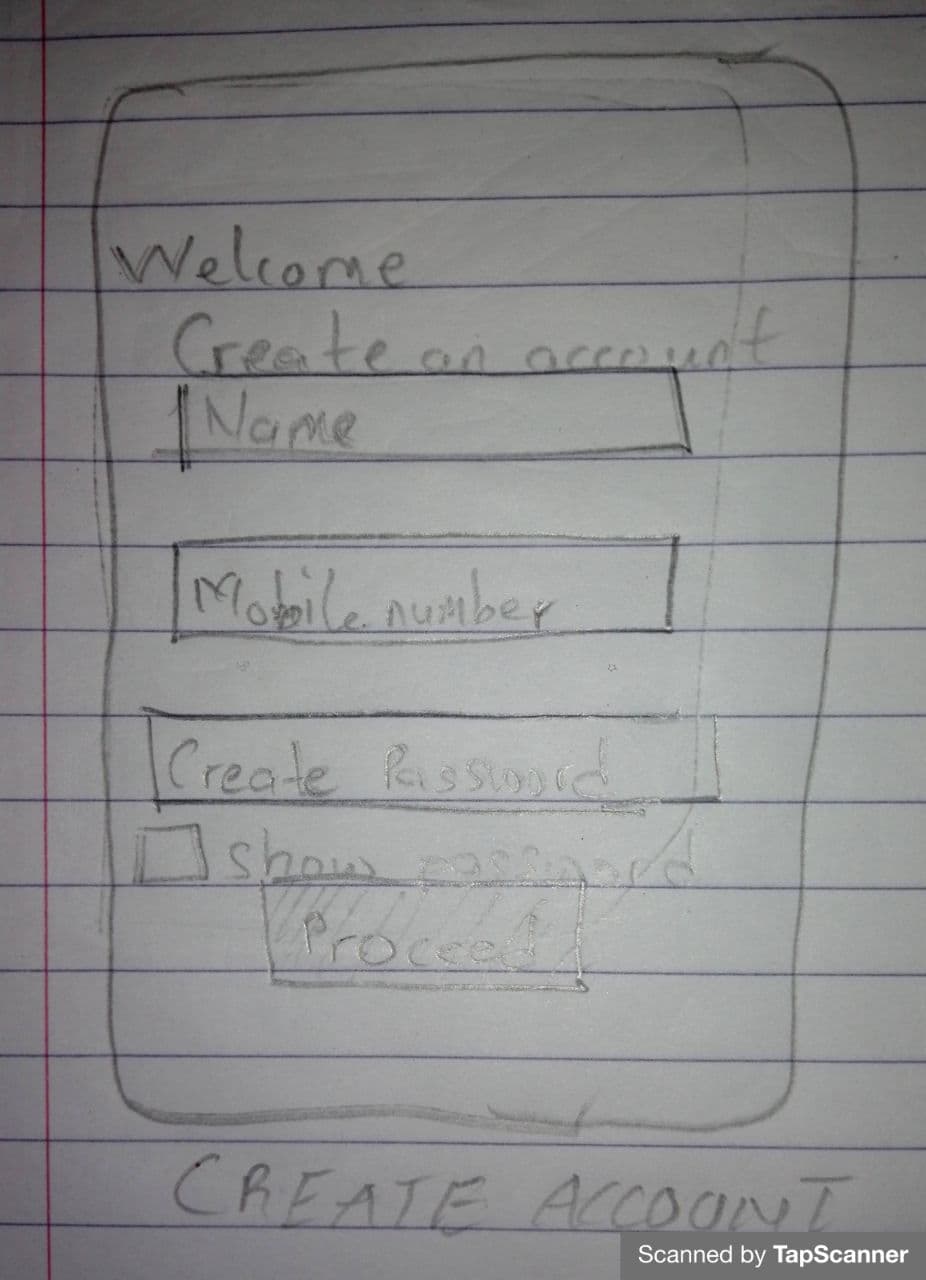 Welcome
Create an account
Name
Mobile number
Create Password
Show password
Proceed
CREATE ACCOUNT
Scanned by TapScanner